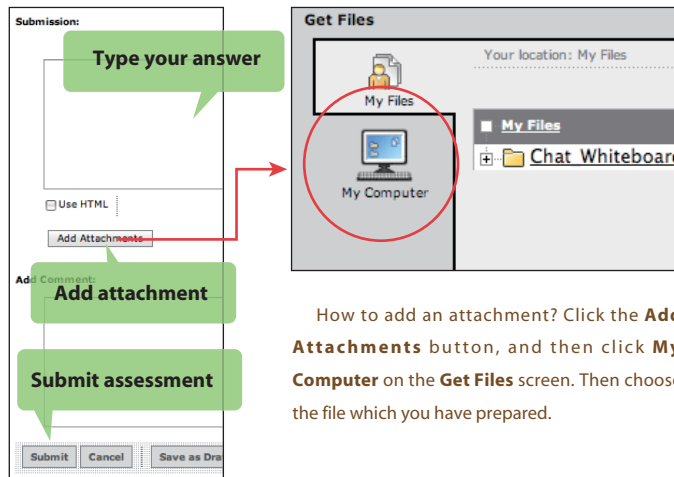 Submission:
Type your answer
Use HTML
Add Attachments
Add Comment:
Add attachment
Submit assessment
Submit Cancel Save as Dra
Get Files
My Files
My Computer
Your location: My Files
My Files
Chat_Whiteboard
How to add an attachment? Click the Add
Attachments button, and then click My
Computer on the Get Files screen. Then choose
the file which you have prepared.